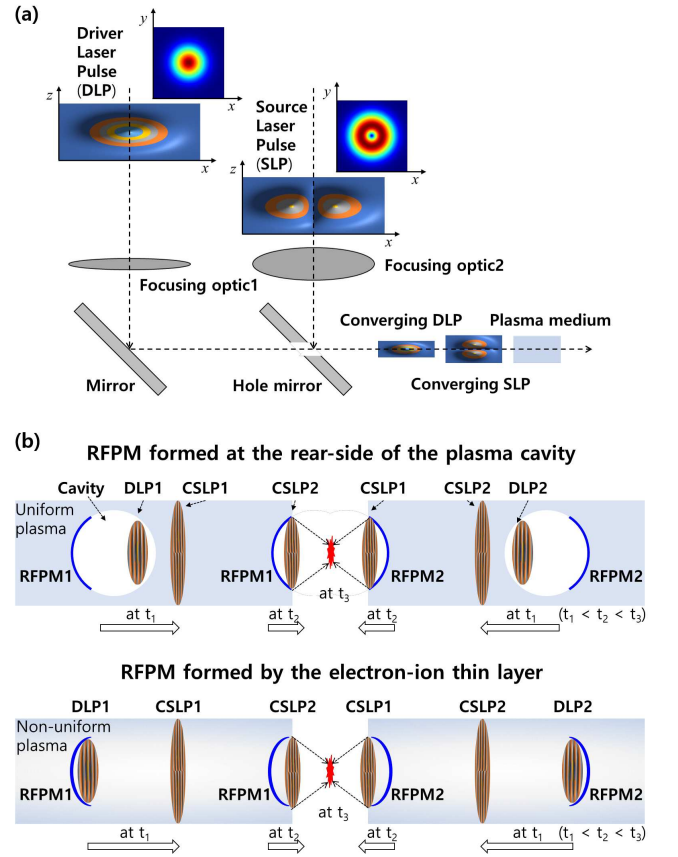 (a)
Driver
Laser
Pulse
(DLP)
y
x
z
x
Source
Laser
Pulse
(SLP)
y
x
z
x
Focusing optic1
Focusing optic2
Converging DLP
Plasma medium
Mirror
Hole mirror
Converging SLP
(b)
RFPM formed at the rear-side of the plasma cavity
Cavity DLP1 CSLP1 CSLP2 CSLP1 CSLP2 DLP2
Uniform
plasma
RFPM1 RFPM1 RFPM2 RFPM2
at t3
at t1 at t2 at t2 at t1 (t1 < t2 < t3)
RFPM formed by the electron-ion thin layer
DLP1 CSLP1 CSLP2 CSLP1 CSLP2 DLP2
Non-uniform
plasma
RFPM1 RFPM1 RFPM2 RFPM2
at t3
at t1 at t2 at t2 at t1 (t1 < t2 < t3)